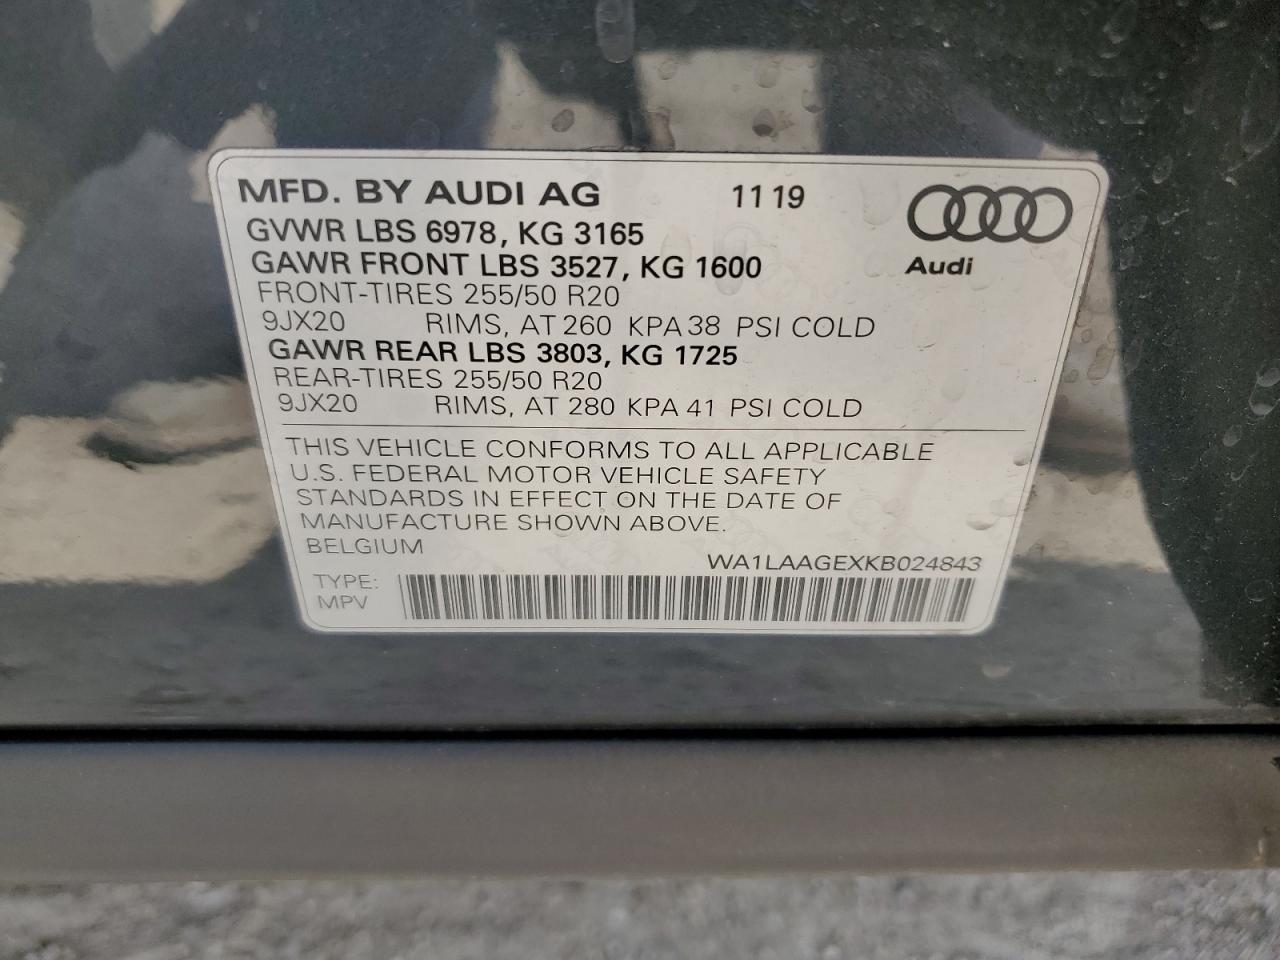 MFD. BY AUDI AG 11 19
GVWR LBS 6978, KG 3165
GAWR FRONT LBS 3527, KG 1600
Audi
FRONT-TIRES 255/50 R20
9JX20 RIMS, AT 260 KPA 38 PSI COLD
GAWR REAR LBS 3803, KG 1725
REAR-TIRES 255/50 R20
9JX20 RIMS, AT 280 KPA 41 PSI COLD
THIS VEHICLE CONFORMS TO ALL APPLICABLE
U.S. FEDERAL MOTOR VEHICLE SAFETY
STANDARDS IN EFFECT ON THE DATE OF
MANUFACTURE SHOWN ABOVE.
BELGIUM
WA1LAAGEXKB024843
TYPE:
MPV